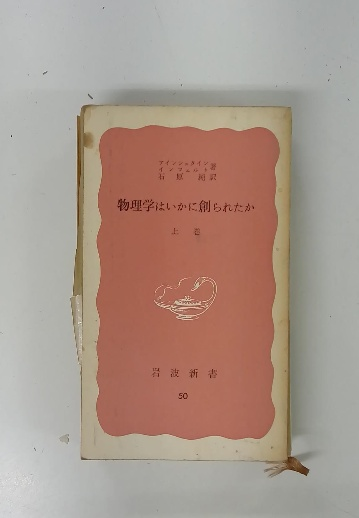 アインシュタイン著
インフェルト
石原純訳
物理学はいかに創られたか
上巻
岩波新書
50